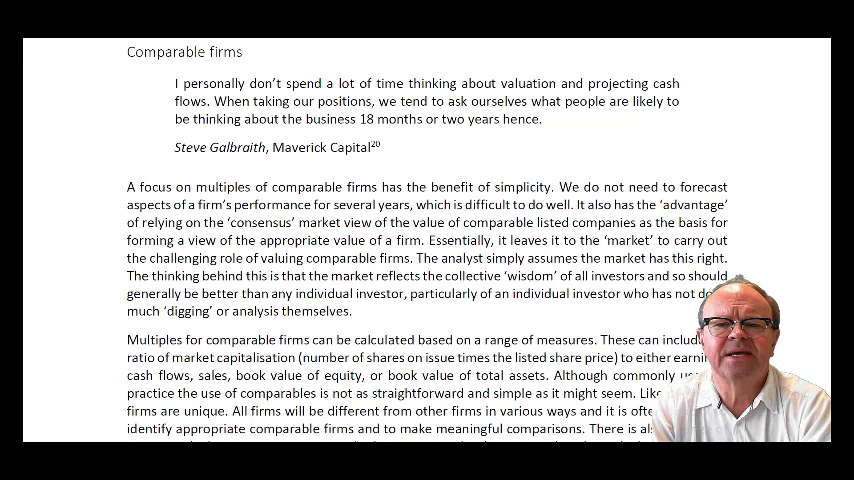 Comparable firms
I personally don't spend a lot of time thinking about valuation and projecting cash
flows. When taking our positions, we tend to ask ourselves what people are likely to
be thinking about the business 18 months or two years hence.
Steve Galbraith, Maverick Capital20
A focus on multiples of comparable firms has the benefit of simplicity. We do not need to forecast
aspects of a firm's performance for several years, which is difficult to do well. It also has the 'advantage'
of relying on the 'consensus' market view of the value of comparable listed companies as the basis for
forming a view of the appropriate value of a firm. Essentially, it leaves it to the 'market' to carry out
the challenging role of valuing comparable firms. The analyst simply assumes the market has this right.
The thinking behind this is that the market reflects the collective 'wisdom' of all investors and so should
generally be better than any individual investor, particularly of an individual investor who has not
much 'digging' or analysis themselves.
Multiples for comparable firms can be calculated based on a range of measures. These can
ratio of market capitalisation (number of shares on issue times the listed share price) to either
cash flows, sales, book value of equity, or book value of total assets. Although commonly
practice the use of comparables is not as straightforward and simple as it might seem.
firms are unique. All firms will be different from other firms in various ways and it is
identify appropriate comparable firms and to make meaningful comparisons. There is